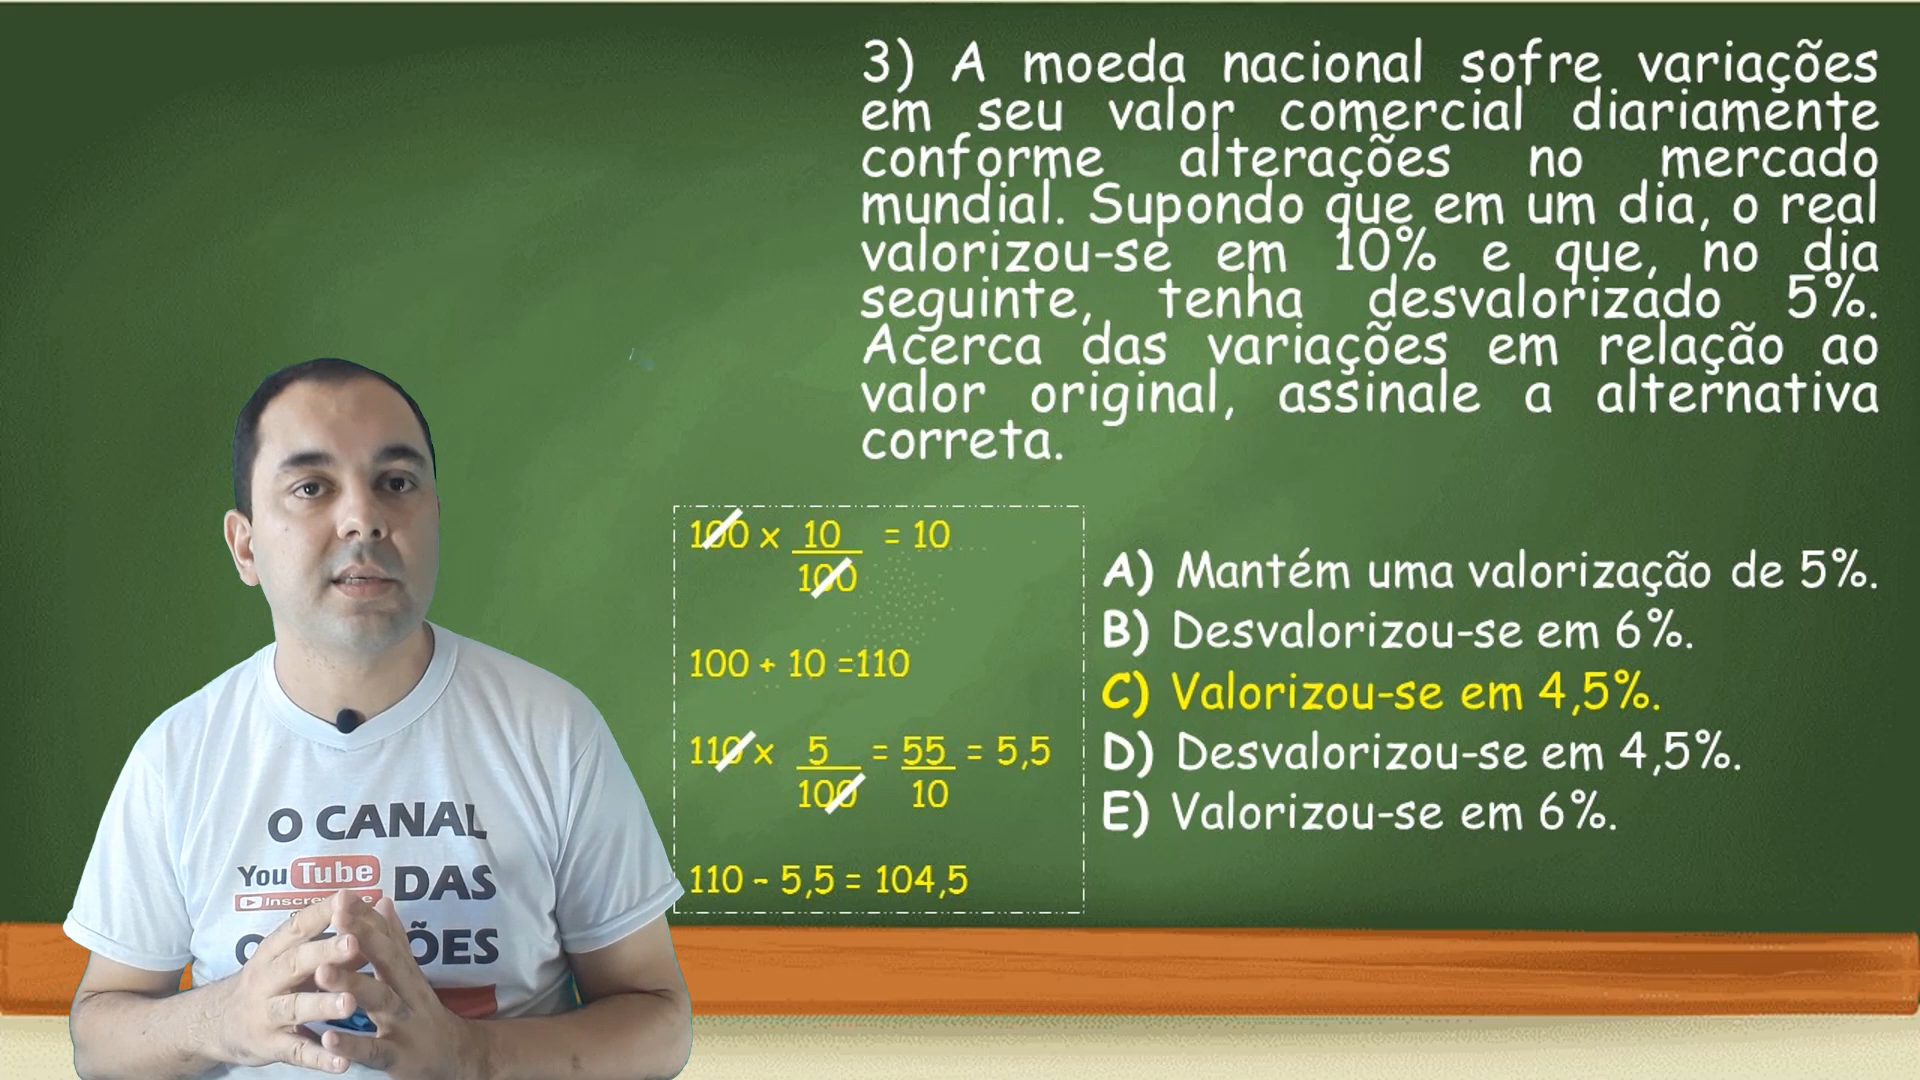 3) A moeda nacional sofre variações
em seu valor comercial diariamente
conforme alterações no mercado
mundial. Supondo que em um dia, o real
valorizou-se em 10% e que, no dia
seguinte, tenha desvalorizado 5%.
Acerca das variações em relação ao
valor original, assinale a alternativa
correta.
100 x 10 = 10
100
100 + 10 =110
110 x 5 = 55 = 5,5
100 10
110 - 5,5 = 104,5
A) Mantém uma valorização de 5%.
B) Desvalorizou-se em 6%.
C) Valorizou-se em 4,5%.
D) Desvalorizou-se em 4,5%.
E) Valorizou-se em 6%.
O CANAL
YouTube DAS